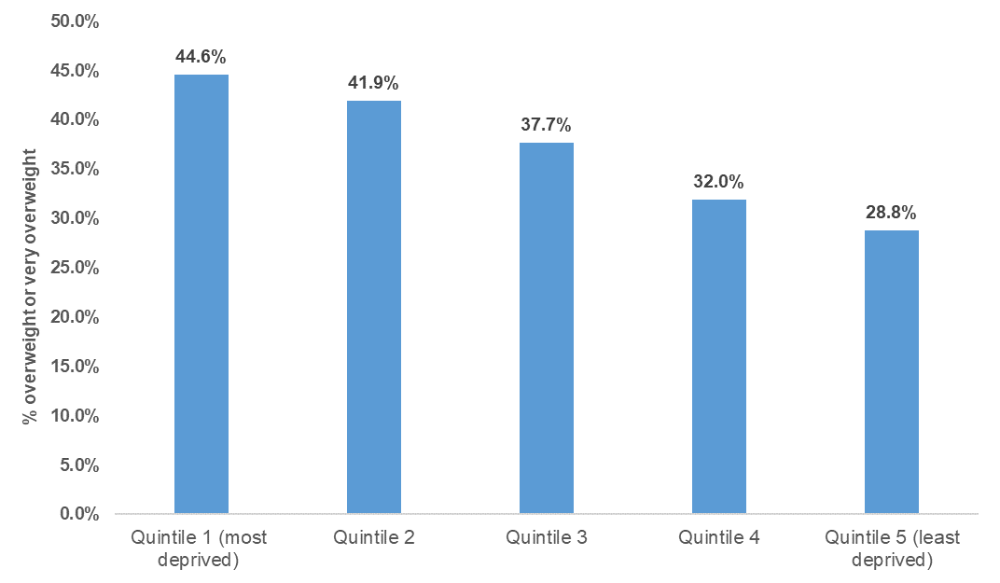 50.0%
45.0%
40.0%
35.0%
30.0%
25.0%
20.0%
15.0%
10.0%
5.0%
0.0%
% overweight or very overweight
44.6%
41.9%
37.7%
32.0%
28.8%
Quintile 1 (most
deprived)
Quintile 2
Quintile 3
Quintile 4
Quintile 5 (least
deprived)